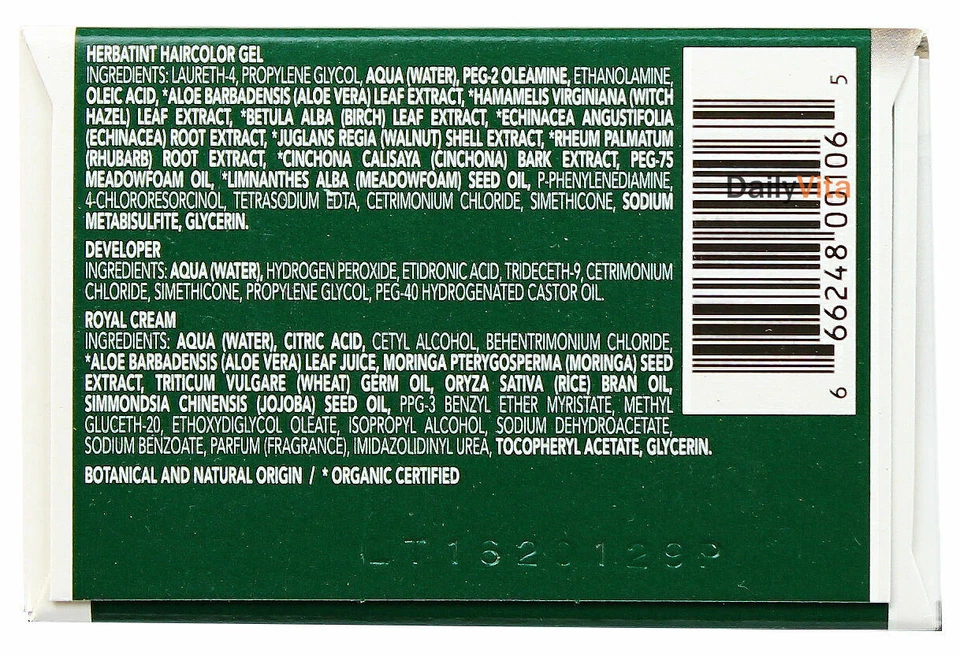 HERBATINT HAIRCOLOR GEL
INGREDIENTS: LAURETH-4, PROPYLENE GLYCOL, AQUA (WATER), PEG-2 OLEAMINE, ETHANOLAMINE,
OLEIC ACID, *ALOE BARBADENSIS (ALOE VERA) LEAF EXTRACT, *HAMAMELIS VIRGINIANA (WITCH
HAZEL) LEAF EXTRACT, *BETULA ALBA (BIRCH) LEAF EXTRACT, *ECHINACEA ANGUSTIFOLIA
(ECHINACEA) ROOT EXTRACT, *JUGLANS REGIA (WALNUT) SHELL EXTRACT, *RHEUM PALMATUM
(RHUBARB) ROOT EXTRACT, *CINCHONA CALISAYA (CINCHONA) BARK EXTRACT, PEG-75
MEADOWFOAM OIL, *LIMNANTHES ALBA (MEADOWFOAM) SEED OIL, P-PHENYLENEDIAMINE,
4-CHLORORESORCINOL, TETRASODIUM EDTA, CETRIMONIUM CHLORIDE, SIMETHICONE, SODIUM
METABISULFITE, GLYCERIN.
DEVELOPER
INGREDIENTS: AQUA (WATER), HYDROGEN PEROXIDE, ETIDRONIC ACID, TRIDECETH-9, CETRIMONIUM
CHLORIDE, SIMETHICONE, PROPYLENE GLYCOL, PEG-40 HYDROGENATED CASTOR OIL.
ROYAL CREAM
INGREDIENTS: AQUA (WATER), CITRIC ACID, CETYL ALCOHOL, BEHENTRIMONIUM CHLORIDE,
*ALOE BARBADENSIS (ALOE VERA) LEAF JUICE, MORINGA PTERYGOSPERMA (MORINGA) SEED
EXTRACT, TRITICUM VULGARE (WHEAT) GERM OIL, ORYZA SATIVA (RICE) BRAN OIL,
SIMMONDSIA CHINENSIS (JOJOBA) SEED OIL, PPG-3 BENZYL ETHER MYRISTATE, METHYL
GLUCETH-20, ETHOXYDIGLYCOL OLEATE, ISOPROPYL ALCOHOL, SODIUM DEHYDROACETATE,
SODIUM BENZOATE, PARFUM (FRAGRANCE), IMIDAZOLIDINYL UREA, TOCOPHERYL ACETATE, GLYCERIN.
BOTANICAL AND NATURAL ORIGIN / * ORGANIC CERTIFIED
6 66248 00106 5
DailyVita